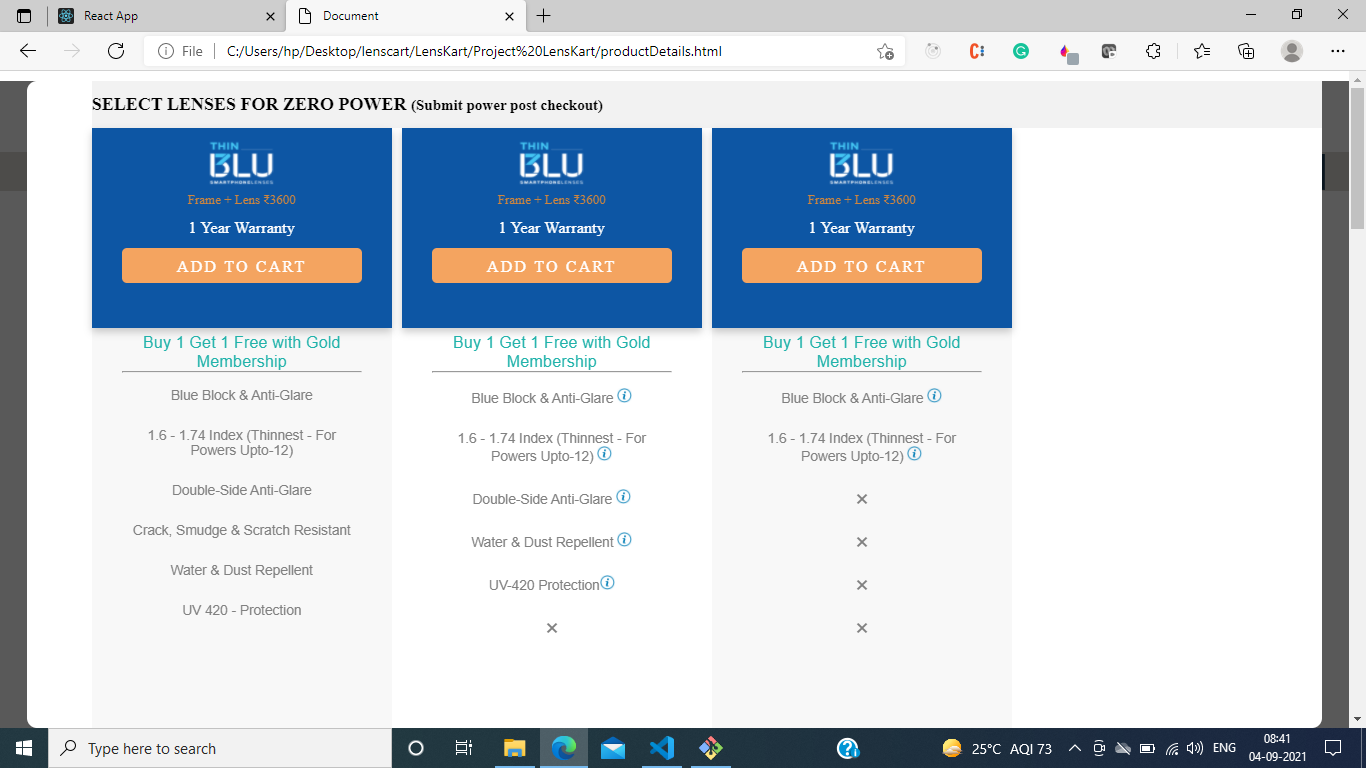 React App
Document
File
C:/Users/hp/Desktop/lenscart/LensKart/Project%20LensKart/productDetails.html
SELECT LENSES FOR ZERO POWER (Submit power post checkout)
THIN
BLU
SMARTPHONE LENSES
Frame + Lens ₹3600
1 Year Warranty
ADD TO CART
Buy 1 Get 1 Free with Gold
Membership
Blue Block & Anti-Glare
1.6 - 1.74 Index (Thinnest - For
Powers Upto-12)
Double-Side Anti-Glare
Crack, Smudge & Scratch Resistant
Water & Dust Repellent
UV 420 - Protection
THIN
BLU
SMARTPHONE LENSES
Frame + Lens ₹3600
1 Year Warranty
ADD TO CART
Buy 1 Get 1 Free with Gold
Membership
Blue Block & Anti-Glare
1.6 - 1.74 Index (Thinnest - For
Powers Upto-12)
Double-Side Anti-Glare
Water & Dust Repellent
UV-420 Protection
THIN
BLU
SMARTPHONE LENSES
Frame + Lens ₹3600
1 Year Warranty
ADD TO CART
Buy 1 Get 1 Free with Gold
Membership
Blue Block & Anti-Glare
1.6 - 1.74 Index (Thinnest - For
Powers Upto-12)
Type here to search
25°C AQI 73
ENG
08:41
04-09-2021